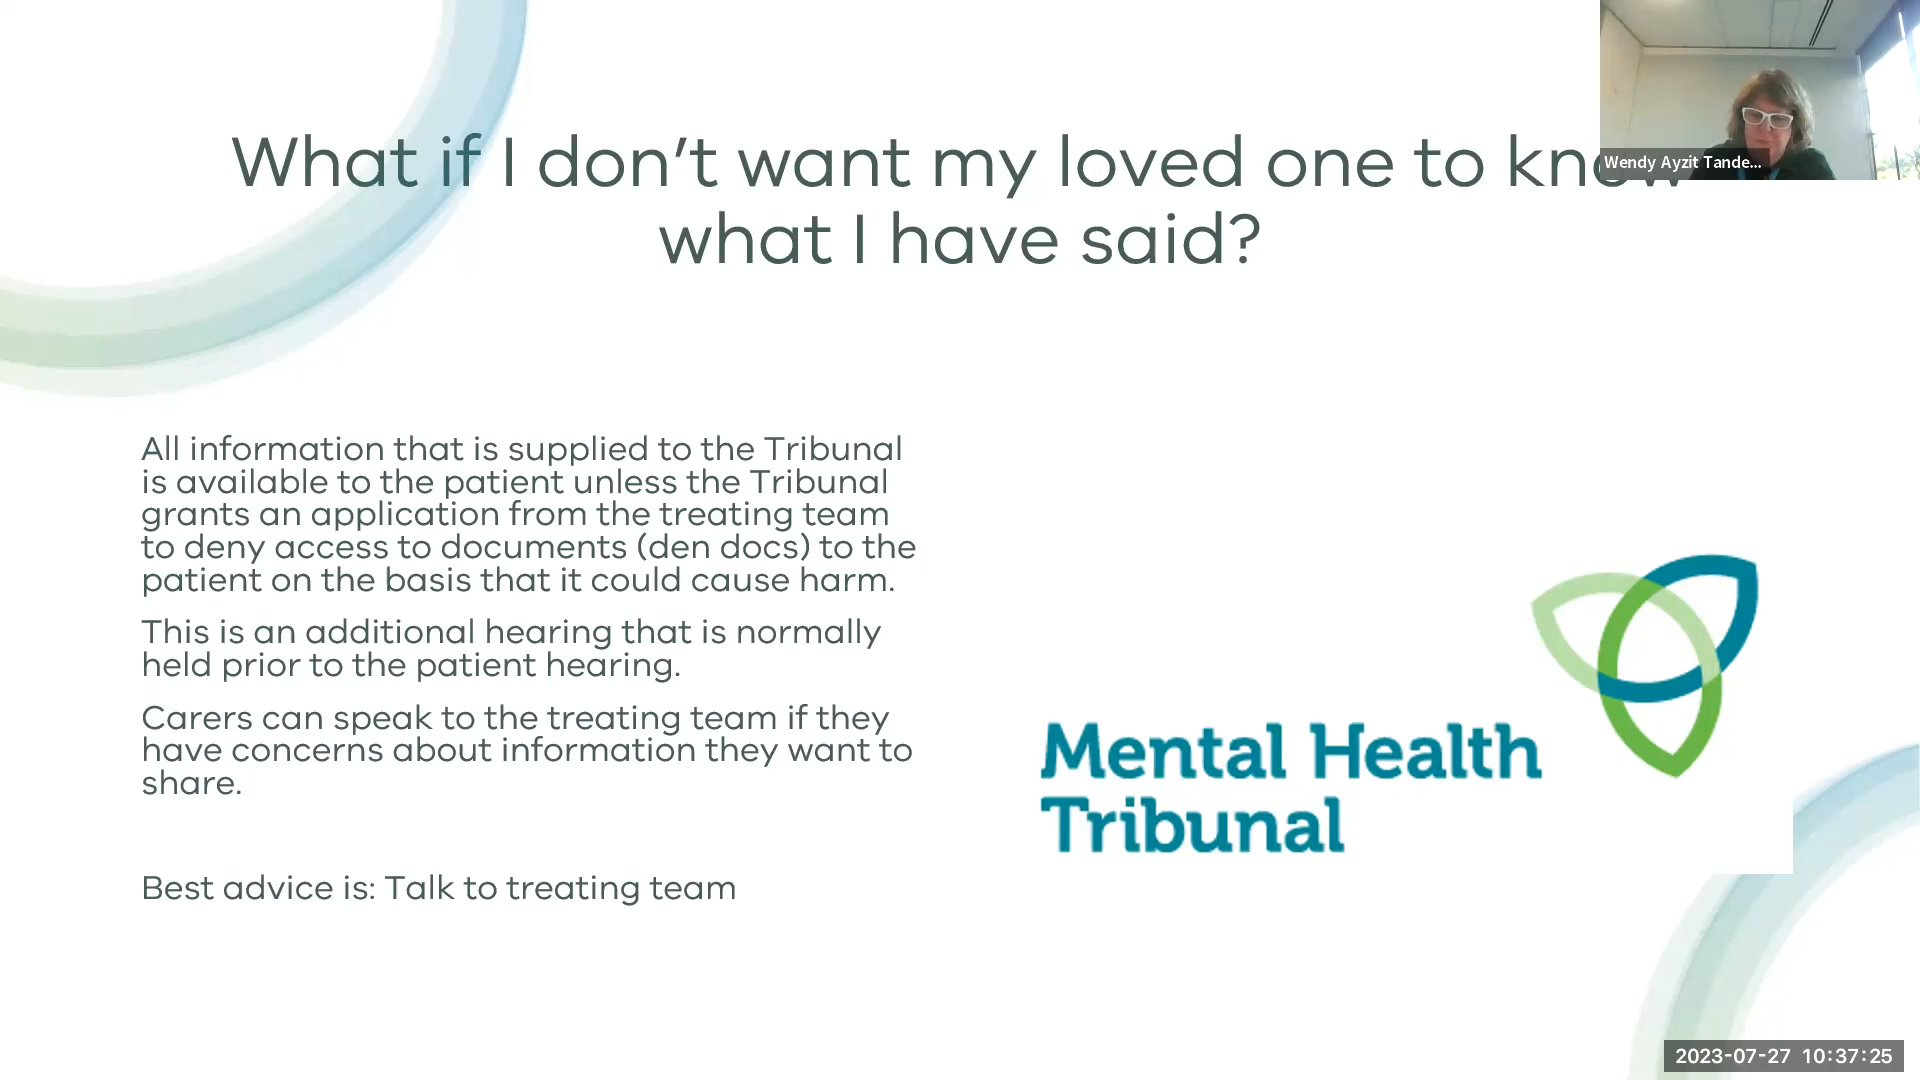 What if I don’t want my loved one to know
what I have said?
Wendy Ayzit Tande...
All information that is supplied to the Tribunal
is available to the patient unless the Tribunal
grants an application from the treating team
to deny access to documents (den docs) to the
patient on the basis that it could cause harm.
This is an additional hearing that is normally
held prior to the patient hearing.
Carers can speak to the treating team if they
have concerns about information they want to
share.
Best advice is: Talk to treating team
Mental Health
Tribunal
2023-07-27 10:37:25